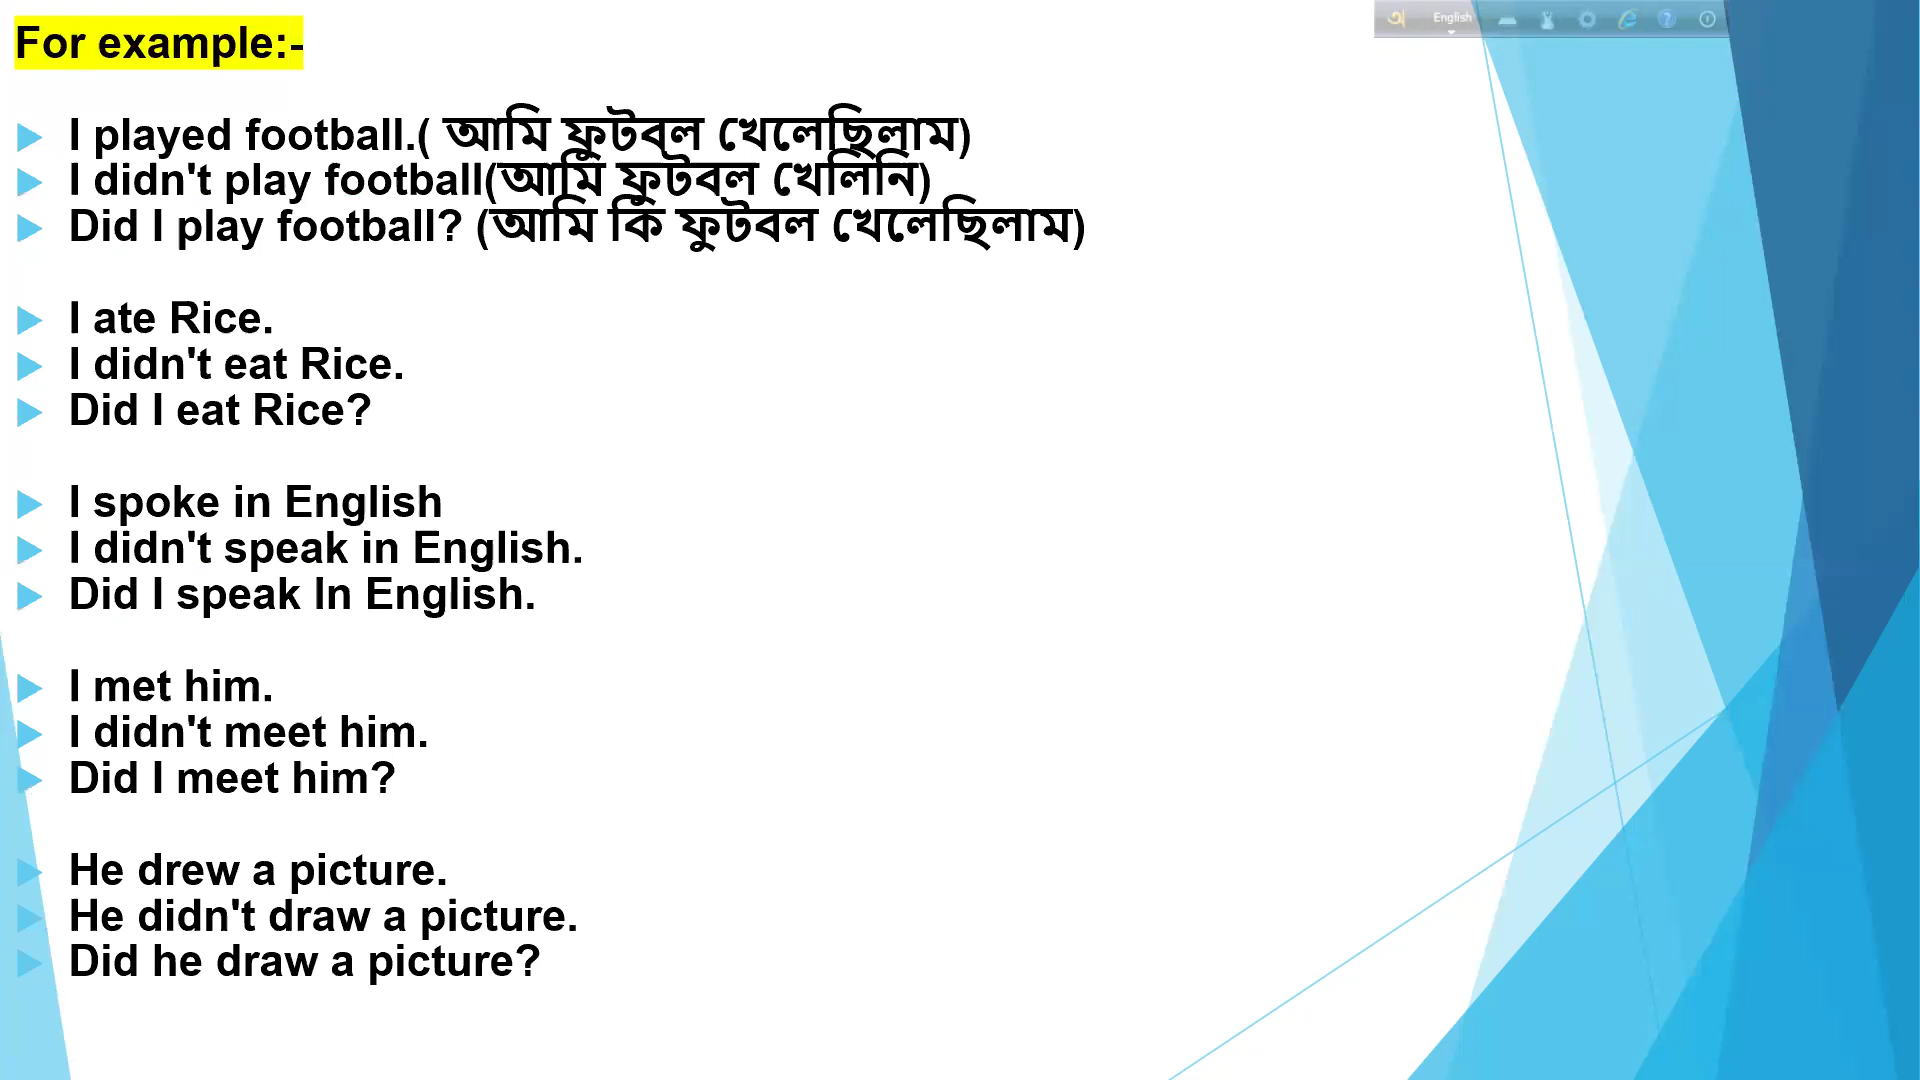 English
For example:-
I played football.( আমি ফুটবল খেলেছিলাম)
I didn't play football(আমি ফুটবল খেলিনি)
Did I play football? (আমি কি ফুটবল খেলেছিলাম)
I ate Rice.
I didn't eat Rice.
Did I eat Rice?
I spoke in English
I didn't speak in English.
Did I speak In English.
I met him.
I didn't meet him.
Did I meet him?
He drew a picture.
He didn't draw a picture.
Did he draw a picture?